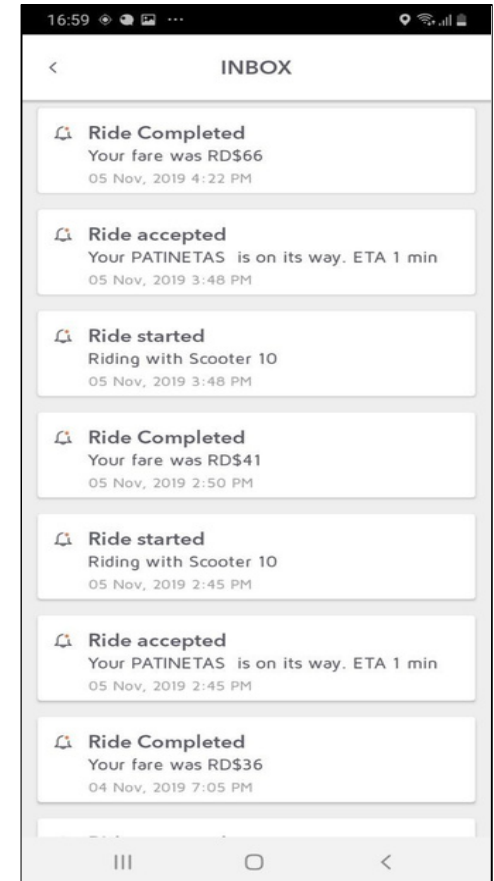 16:59
INBOX
Ride Completed
Your fare was RD$66
05 Nov, 2019 4:22 PM
Ride accepted
Your PATINETAS  is on its way. ETA 1 min
05 Nov, 2019 3:48 PM
Ride started
Riding with Scooter 10
05 Nov, 2019 3:48 PM
Ride Completed
Your fare was RD$41
05 Nov, 2019 2:50 PM
Ride started
Riding with Scooter 10
05 Nov, 2019 2:45 PM
Ride accepted
Your PATINETAS  is on its way. ETA 1 min
05 Nov, 2019 2:45 PM
Ride Completed
Your fare was RD$36
04 Nov, 2019 7:05 PM